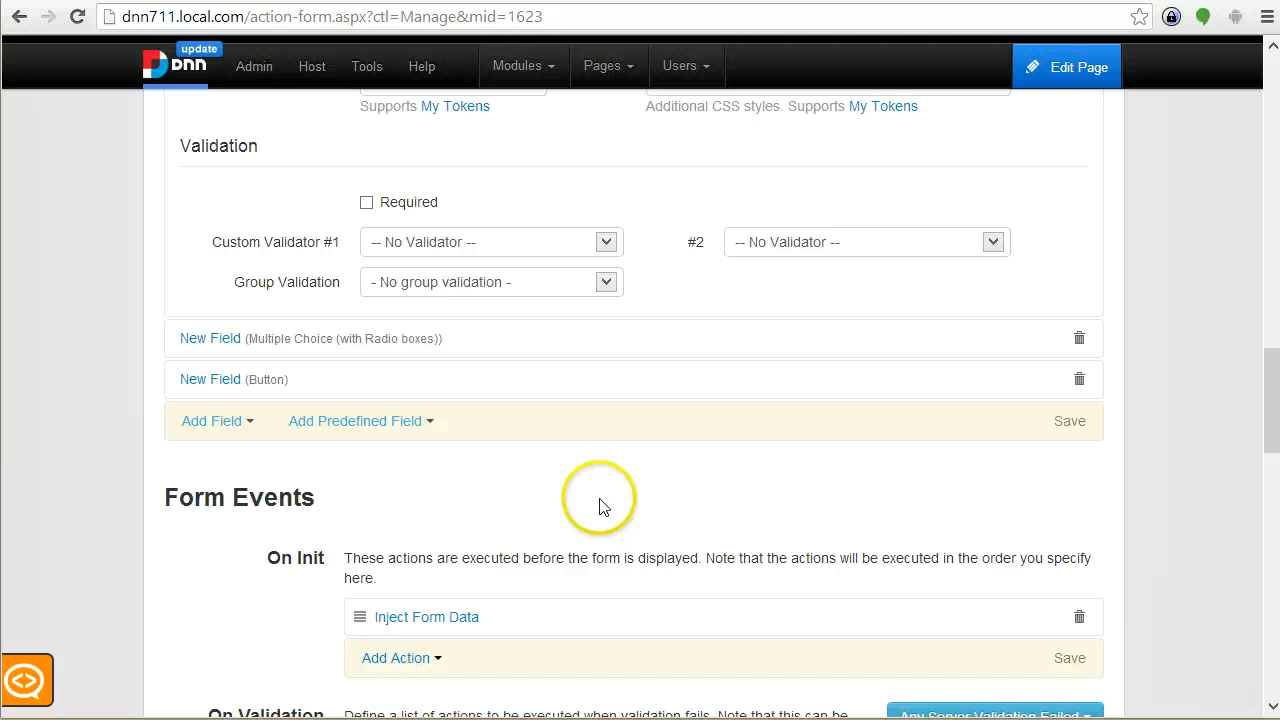 dnn711.local.com/action-form.aspx?ctl=Manage&mid=1623
update
DNN Admin Host Tools Help Modules Pages Users Edit Page
Supports My Tokens Additional CSS styles. Supports My Tokens
Validation
Required
Custom Validator #1 -- No Validator -- #2 -- No Validator --
Group Validation - No group validation -
New Field (Multiple Choice (with Radio boxes))
New Field (Button)
Add Field Add Predefined Field Save
Form Events
On Init These actions are executed before the form is displayed. Note that the actions will be executed in the order you specify
here.
Inject Form Data
Add Action Save
On Validation Define a list of actions to be executed when validation fails. Note that this can be Any Server Validation Failed